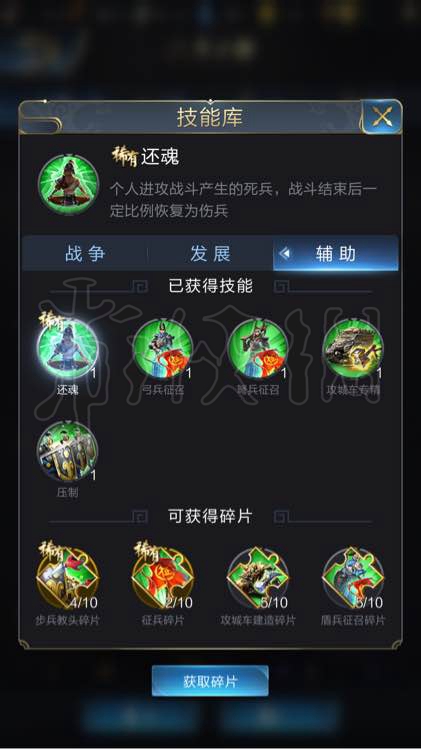 技能库
稀有 还魂
个人进攻战斗产生的死兵，战斗结束后一
定比例恢复为伤兵
战争 发展 辅助
已获得技能
稀有
1 1 1 1
还魂 弓兵征召 骑兵征召 攻城车专精
1
压制
可获得碎片
稀有 稀有
4/10 2/10 5/10 5/10
步兵教头碎片 征兵碎片 攻城车建造碎片 盾兵征召碎片
获取碎片